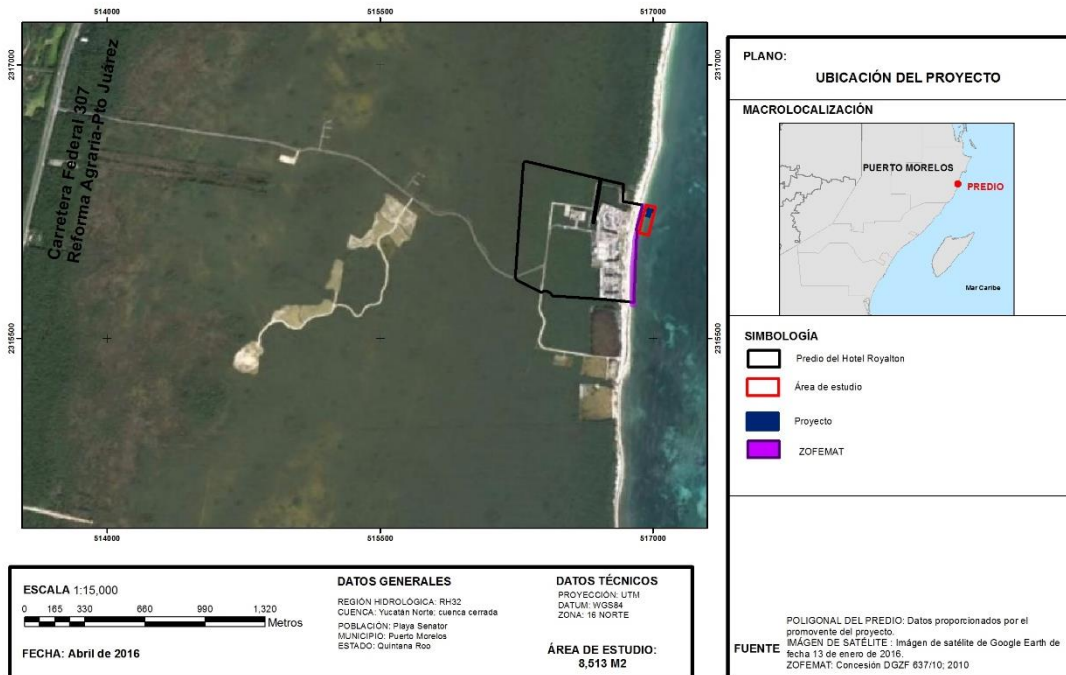 514000
515500
517000
2317000
2317000
Carretera Federal 307
Reforma Agraria-Pto Juárez
2315500
2315500
514000
515500
517000
PLANO:
UBICACIÓN DEL PROYECTO
MACROLOCALIZACIÓN
PUERTO MORELOS
PREDIO
Mar Caribe
SIMBOLOGÍA
Predio del Hotel Royalton
Área de estudio
Proyecto
ZOFEMAT
ESCALA 1:15,000
0 165 330 660 990 1,320
Metros
FECHA: Abril de 2016
DATOS GENERALES
REGIÓN HIDROLÓGICA: RH32
CUENCA: Yucatán Norte; cuenca cerrada
POBLACIÓN: Playa Senator
MUNICIPIO: Puerto Morelos
ESTADO: Quintana Roo
DATOS TÉCNICOS
PROYECCIÓN: UTM
DATUM: WGS84
ZONA: 16 NORTE
ÁREA DE ESTUDIO:
8,513 M2
FUENTE
POLIGONAL DEL PREDIO: Datos proporcionados por el
promovente del proyecto.
IMÁGEN DE SATÉLITE : Imágen de satélite de Google Earth de
fecha 13 de enero de 2016.
ZOFEMAT: Concesión DGZF 637/10; 2010